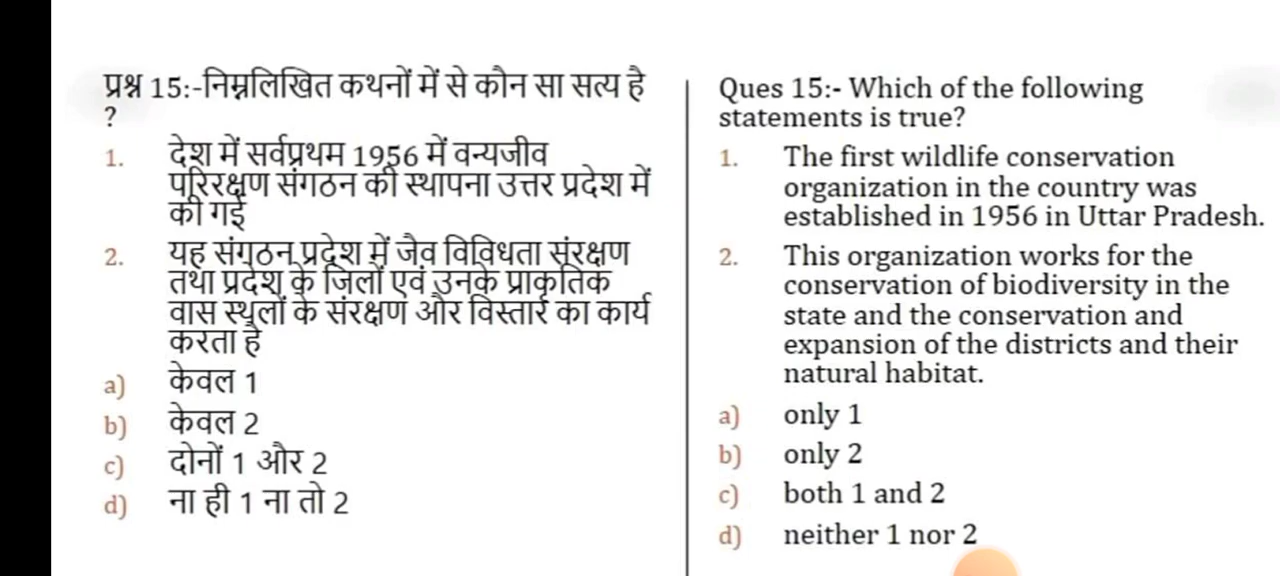 प्रश्न 15:-निम्नलिखित कथनों में से कौन सा सत्य है
?
1. देश में सर्वप्रथम 1956 में वन्यजीव
परिरक्षण संगठन की स्थापना उत्तर प्रदेश में
की गई
2. यह संगठन प्रदेश में जैव विविधता संरक्षण
तथा प्रदेश के जिलों एवं उनके प्राकृतिक
वास स्थलों के संरक्षण और विस्तार का कार्य
करता है
a) केवल 1
b) केवल 2
c) दोनों 1 और 2
d) ना ही 1 ना तो 2
Ques 15:- Which of the following
statements is true?
1. The first wildlife conservation
organization in the country was
established in 1956 in Uttar Pradesh.
2. This organization works for the
conservation of biodiversity in the
state and the conservation and
expansion of the districts and their
natural habitat.
a) only 1
b) only 2
c) both 1 and 2
d) neither 1 nor 2